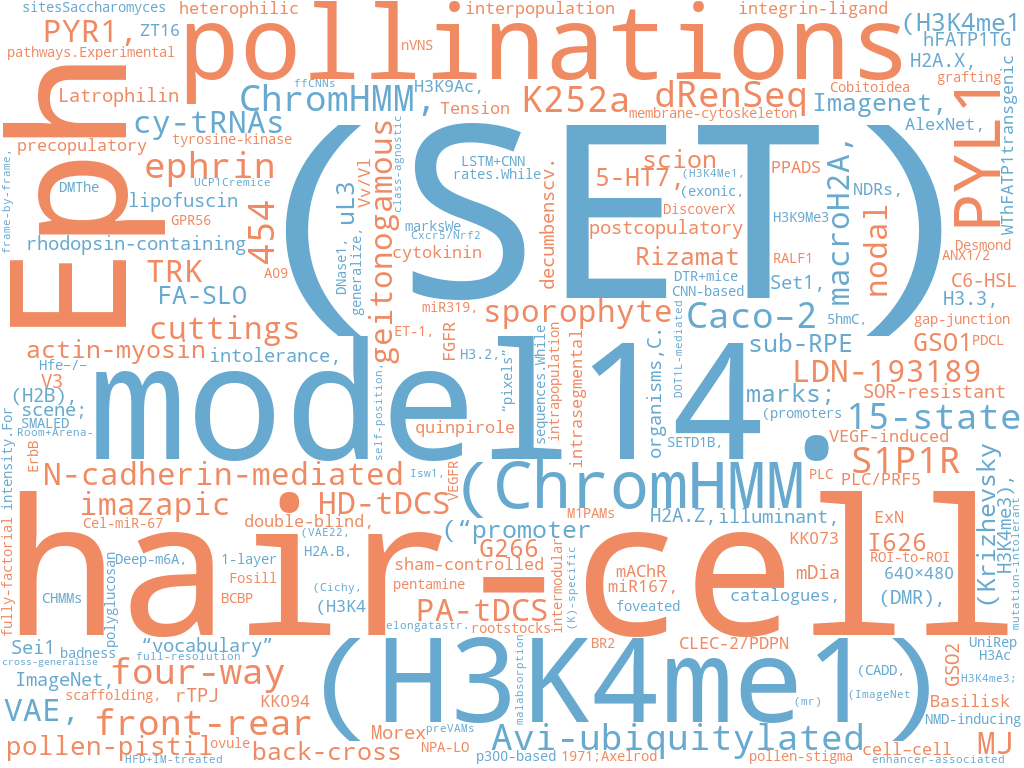 sitesSaccharomyces
heterophilic
interpopulation
integrin-ligand
(H3K4me1
PYR1,
ZT16
pollinations
hFATP1TG
pathways.Experimental
nVNS
H2A.X,
Eph
ffCNNs
H3K9Ac,
grafting
Latrophilin
ChromHMM,
Tension
K252a
dRenSeq
Cobitoidea
Imagenet,
PYL1
WThFATP1transgenic
cy-tRNAs
membrane-cytoskeleton
AlexNet,
precopulatory
tyrosine-kinase
geitonogamous
class-agnostic
(SET)
frame-by-frame,
ephrin
Vv/Vl
LSTM+CNN
rates.While
decumbenscv.
scion
PPADS
macroH2A,
DMThe
UCP1Cremice
uL3
5-HT7,
(H3K4Me1,
(exonic,
NDRs,
lipofuscin
454
GPR56
marksWe
DiscoverX
H3K9Me3
nodal
Cxcr5/Nrf2
postcopulatory
rhodopsin-containing
DNase1,
generalize,
cytokinin
Rizamat
RALF1
Desmond
ANX1/2
TRK
A09
DTR+mice
Set1,
C6-HSL
FA-SLO
CNN-based
H3.3,
miR319,
sporophyte
Caco-2
5hmC,
gap-junction
cuttings
ET-1,
FGFR
DOT1L-mediated
sub-RPE
GSO1
PDCL
actin-myosin
intolerance,
H3.2,
sequences.While
intrapopulation
intrasegmental
organisms,C.
Hfe−/−
model14.
self-position,
“pixels”
LDN-193189
V3
marks;
SOR-resistant
(H2B),
scene;
(promoters
15-state
SMALED
quinpirole
Room+Arena-
SETD1B,
VEGF-induced
ErbB
N-cadherin-mediated
Isw1,
VEGFR
(ChromHMM
PLC
S1P1R
PLC/PRF5
(Krizhevsky
H3K4me3),
imazapic
HD-tDCS
M1PAMs
fully-factorial
intensity.For
Cel-miR-67
double-blind,
(“promoter
H2A.Z,
illuminant,
ExN
hair-cell
(VAE22,
KK073
I626
H2A.B,
G266
intermodular
(K)-specific
ROI-to-ROI
mutation-intolerant
Deep-m6A,
1-layer
sham-controlled
polyglucosan
Fosill
mAChR
mDia
640×480
(Cichy,
pentamine
miR167,
CHMMs
BCBP
(H3K4
PA-tDCS
foveated
catalogues,
(DMR),
elongatastr.
rootstocks
Sei1
“vocabulary”
malabsorption
BR2
CLEC-27/PDPN
UniRep
badness
full-resolution
H3Ac
cross-generalise
(H3K4me1)
GSO2
four-way
(CADD,
ImageNet,
H3K4me3;
scaffolding,
rTPJ
KK094
(mr)
(ImageNet
Basilisk
VAE,
front-rear
Morex
preVAMs
NMD-inducing
Avi-ubiquitylated
MJ
pollen-pistil
ovule
back-cross
NPA-LO
cell-cell
HFD+IM-treated
p300-based
1971;Axelrod
pollen-stigma
enhancer-associated